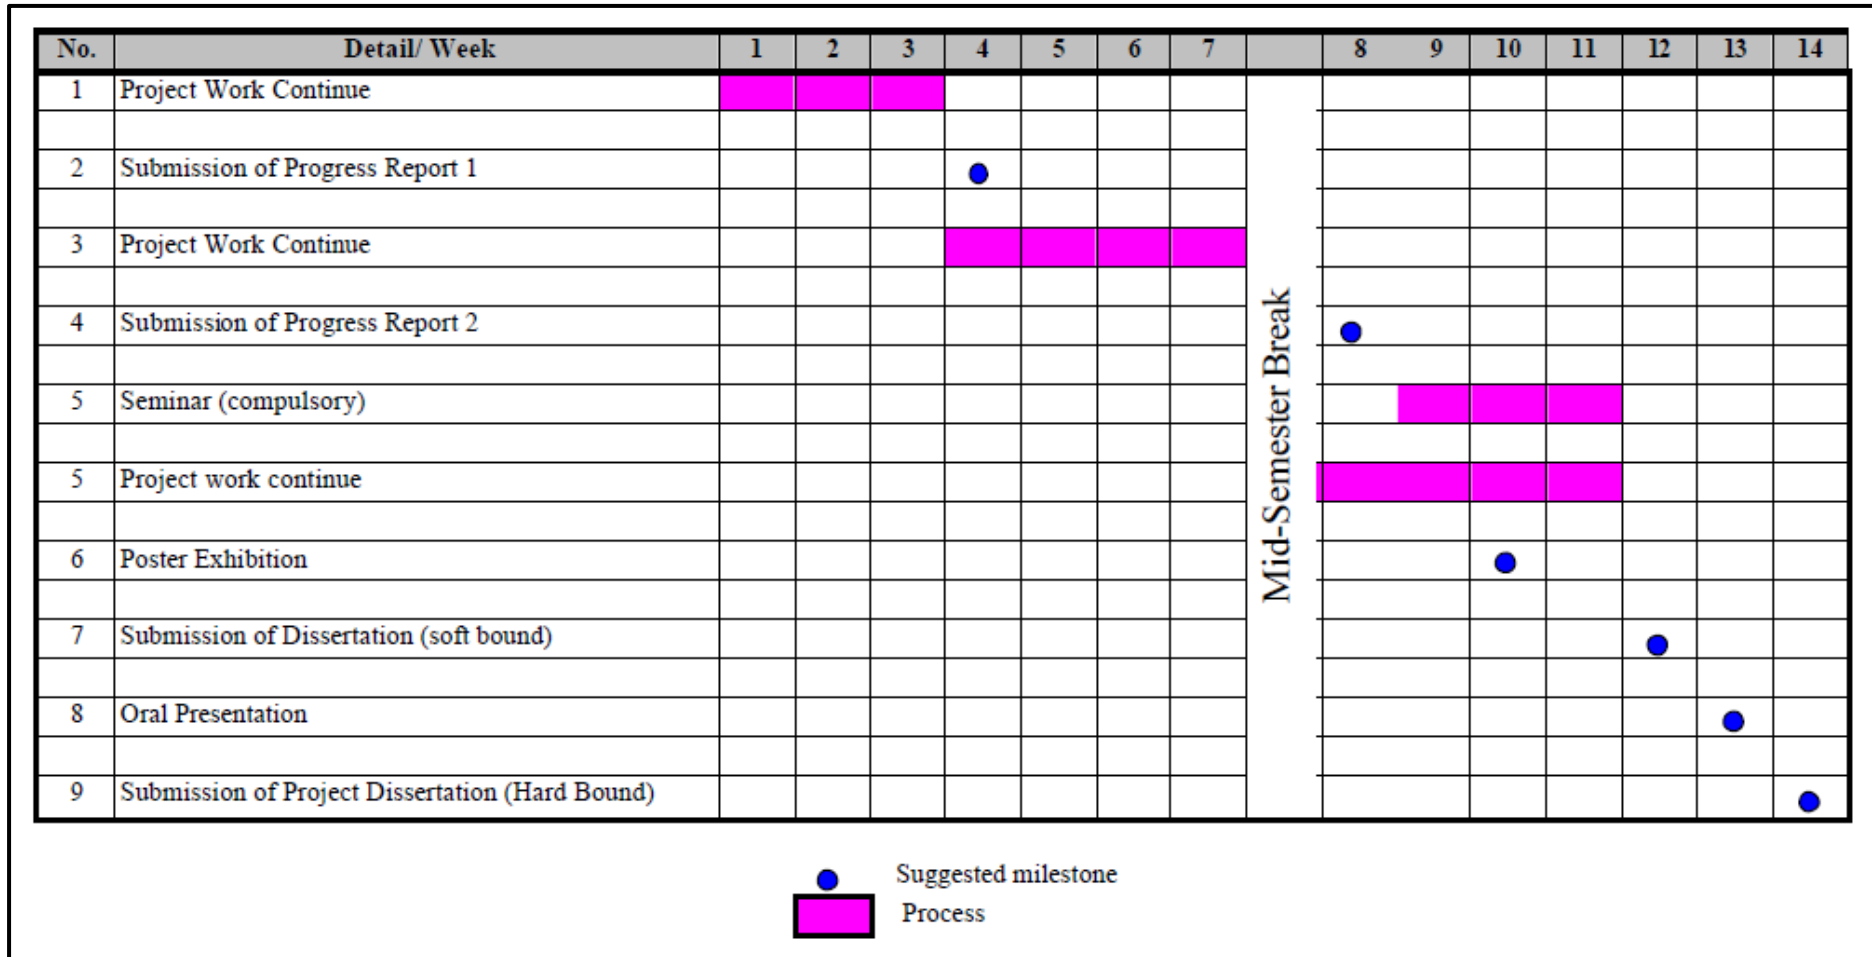 No. Detail/ Week 1 2 3 4 5 6 7 8 9 10 11 12 13 14
1 Project Work Continue
2 Submission of Progress Report 1
3 Project Work Continue
4 Submission of Progress Report 2
5 Seminar (compulsory)
5 Project work continue
6 Poster Exhibition
7 Submission of Dissertation (soft bound)
8 Oral Presentation
9 Submission of Project Dissertation (Hard Bound)
Mid-Semester Break
Suggested milestone
Process